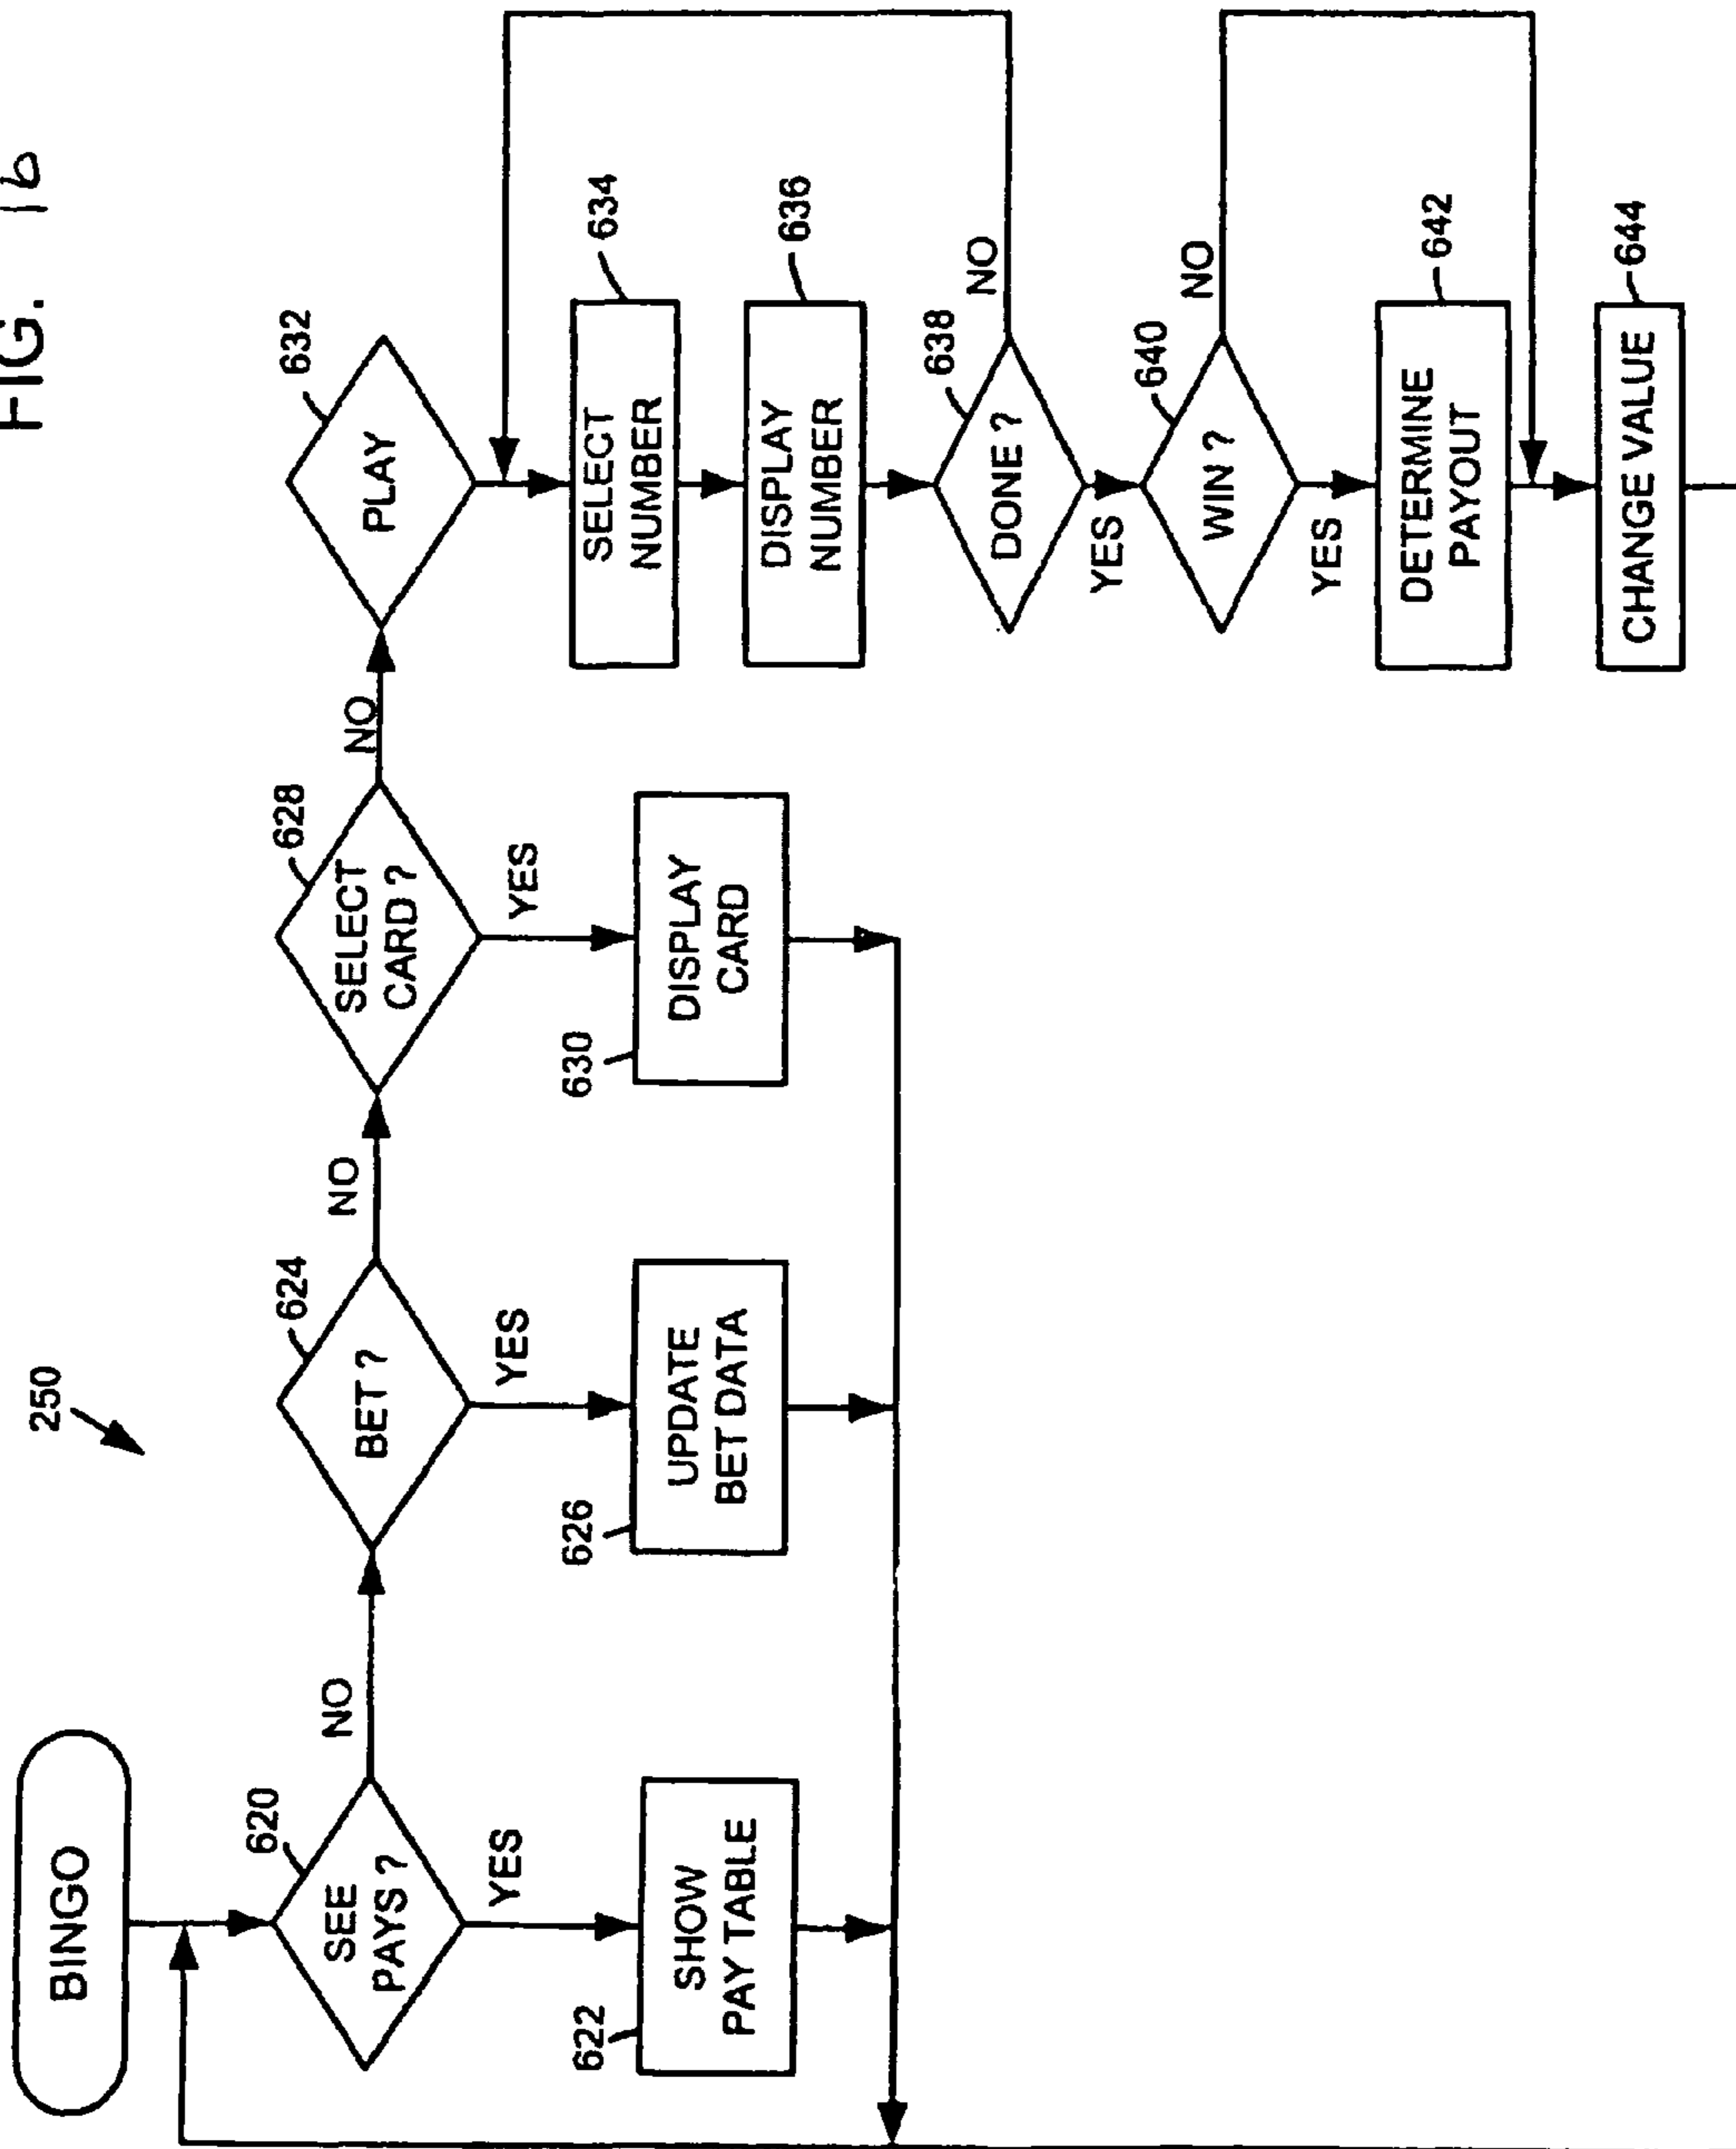 FIG. 16
250
BINGO
620
SEE
PAYS ?
NO
YES
622
SHOW
PAY TABLE
624
BET ?
NO
YES
626
UPDATE
BET DATA
628
SELECT
CARD ?
NO
YES
630
DISPLAY
CARD
632
PLAY
634
SELECT
NUMBER
636
DISPLAY
NUMBER
638
DONE ?
NO
YES
640
WIN ?
NO
YES
642
DETERMINE
PAYOUT
644
CHANGE VALUE